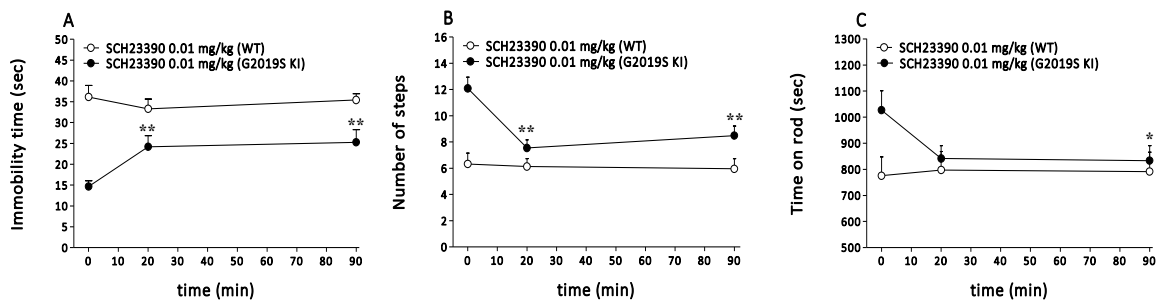 A
50
45
40
35
30
25
20
15
10
5
0
Immobility time (sec)
SCH23390 0.01 mg/kg (WT)
SCH23390 0.01 mg/kg (G2019S KI)
**
**
0 10 20 30 40 50 60 70 80 90
time (min)
B
16
14
12
10
8
6
4
2
0
Number of steps
SCH23390 0.01 mg/kg (WT)
SCH23390 0.01 mg/kg (G2019S KI)
**
**
0 10 20 30 40 50 60 70 80 90
time (min)
C
1300
1200
1100
1000
900
800
700
600
500
Time on rod (sec)
SCH23390 0.01 mg/kg (WT)
SCH23390 0.01 mg/kg (G2019S KI)
*
0 10 20 30 40 50 60 70 80 90
time (min)